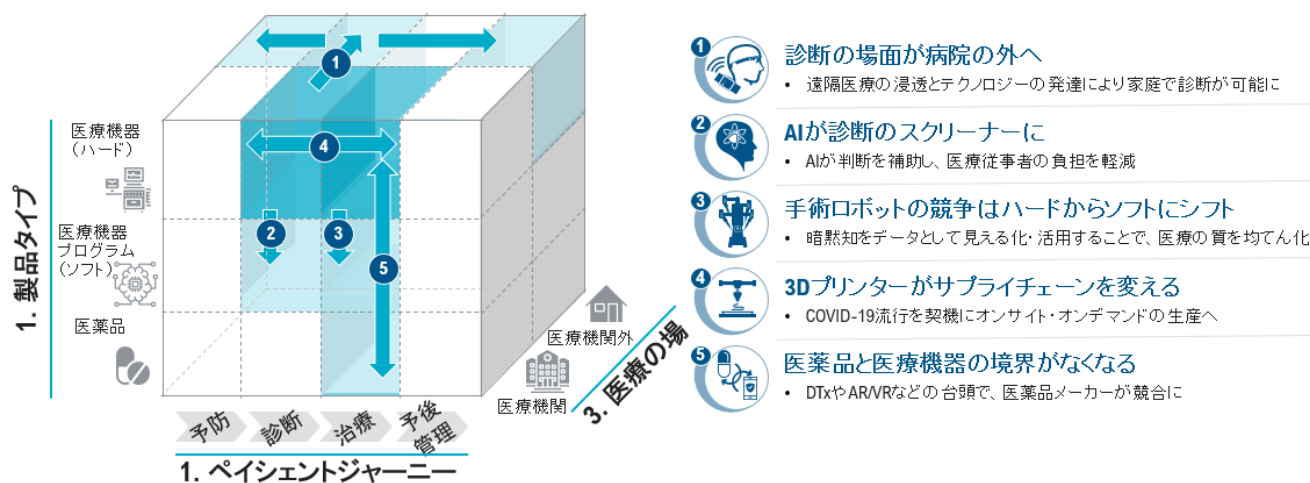 1. 製品タイプ
医療機器
(ハード)
医療機器
プログラム
(ソフト)
医薬品
1
4
2
3
5
予防
診断
治療
予後
管理
1. ペイシェントジャーニー
医療機関
医療機関外
3. 医療の場
1
診断の場面が病院の外へ
• 遠隔医療の浸透とテクノロジーの発達により家庭で診断が可能に
2
AIが診断のスクリーナーに
• AIが判断を補助し、医療従事者の負担を軽減
3
手術ロボットの競争はハードからソフトにシフト
• 暗黙知をデータとして見える化・活用することで、医療の質を均てん化
4
3Dプリンターがサプライチェーンを変える
• COVID-19流行を契機にオンサイト・オンデマンドの生産へ
5
医薬品と医療機器の境界がなくなる
• DTxやAR/VRなどの台頭で、医薬品メーカーが競合に